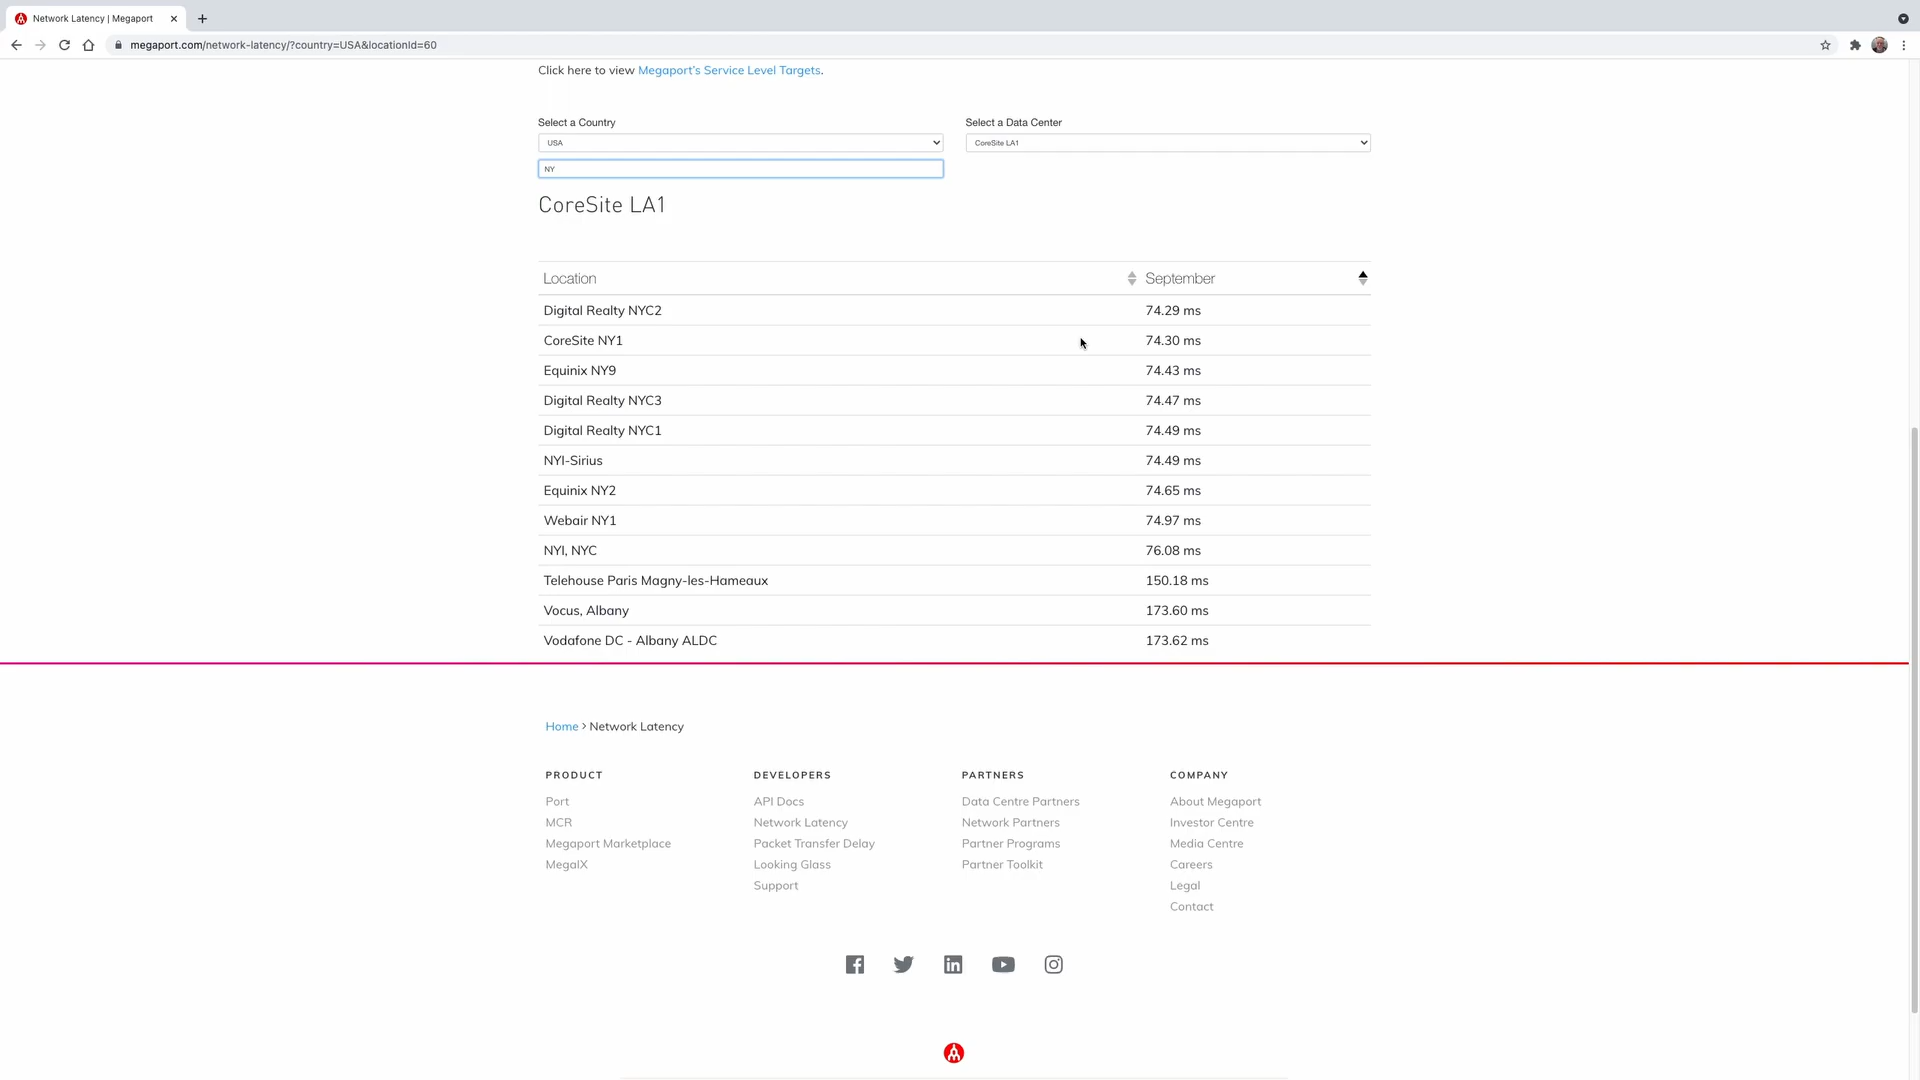 Network Latency | Megaport
megaport.com/network-latency/?country=USA&locationId=60
Click here to view Megaport's Service Level Targets.
Select a Country
Select a Data Center
USA
CoreSite LA1
NY
CoreSite LA1
Location September
Digital Realty NYC2 74.29 ms
CoreSite NY1 74.30 ms
Equinix NY9 74.43 ms
Digital Realty NYC3 74.47 ms
Digital Realty NYC1 74.49 ms
NYI-Sirius 74.49 ms
Equinix NY2 74.65 ms
Webair NY1 74.97 ms
NYI, NYC 76.08 ms
Telehouse Paris Magny-les-Hameaux 150.18 ms
Vocus, Albany 173.60 ms
Vodafone DC - Albany ALDC 173.62 ms
Home > Network Latency
PRODUCT
Port
MCR
Megaport Marketplace
MegaIX
DEVELOPERS
API Docs
Network Latency
Packet Transfer Delay
Looking Glass
Support
PARTNERS
Data Centre Partners
Network Partners
Partner Programs
Partner Toolkit
COMPANY
About Megaport
Investor Centre
Media Centre
Careers
Legal
Contact